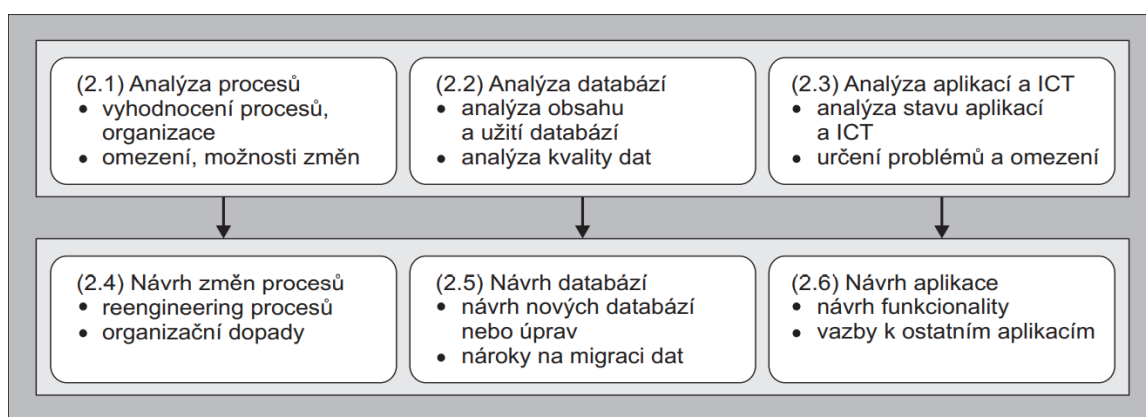 (2.1) Analýza procesů
• vyhodnocení procesů,
organizace
• omezení, možnosti změn
(2.2) Analýza databází
• analýza obsahu
a užití databází
• analýza kvality dat
(2.3) Analýza aplikací a ICT
• analýza stavu aplikací
a ICT
• určení problémů a omezení
(2.4) Návrh změn procesů
• reengineering procesů
• organizační dopady
(2.5) Návrh databází
• návrh nových databází
nebo úprav
• nároky na migraci dat
(2.6) Návrh aplikace
• návrh funkcionality
• vazby k ostatním aplikacím